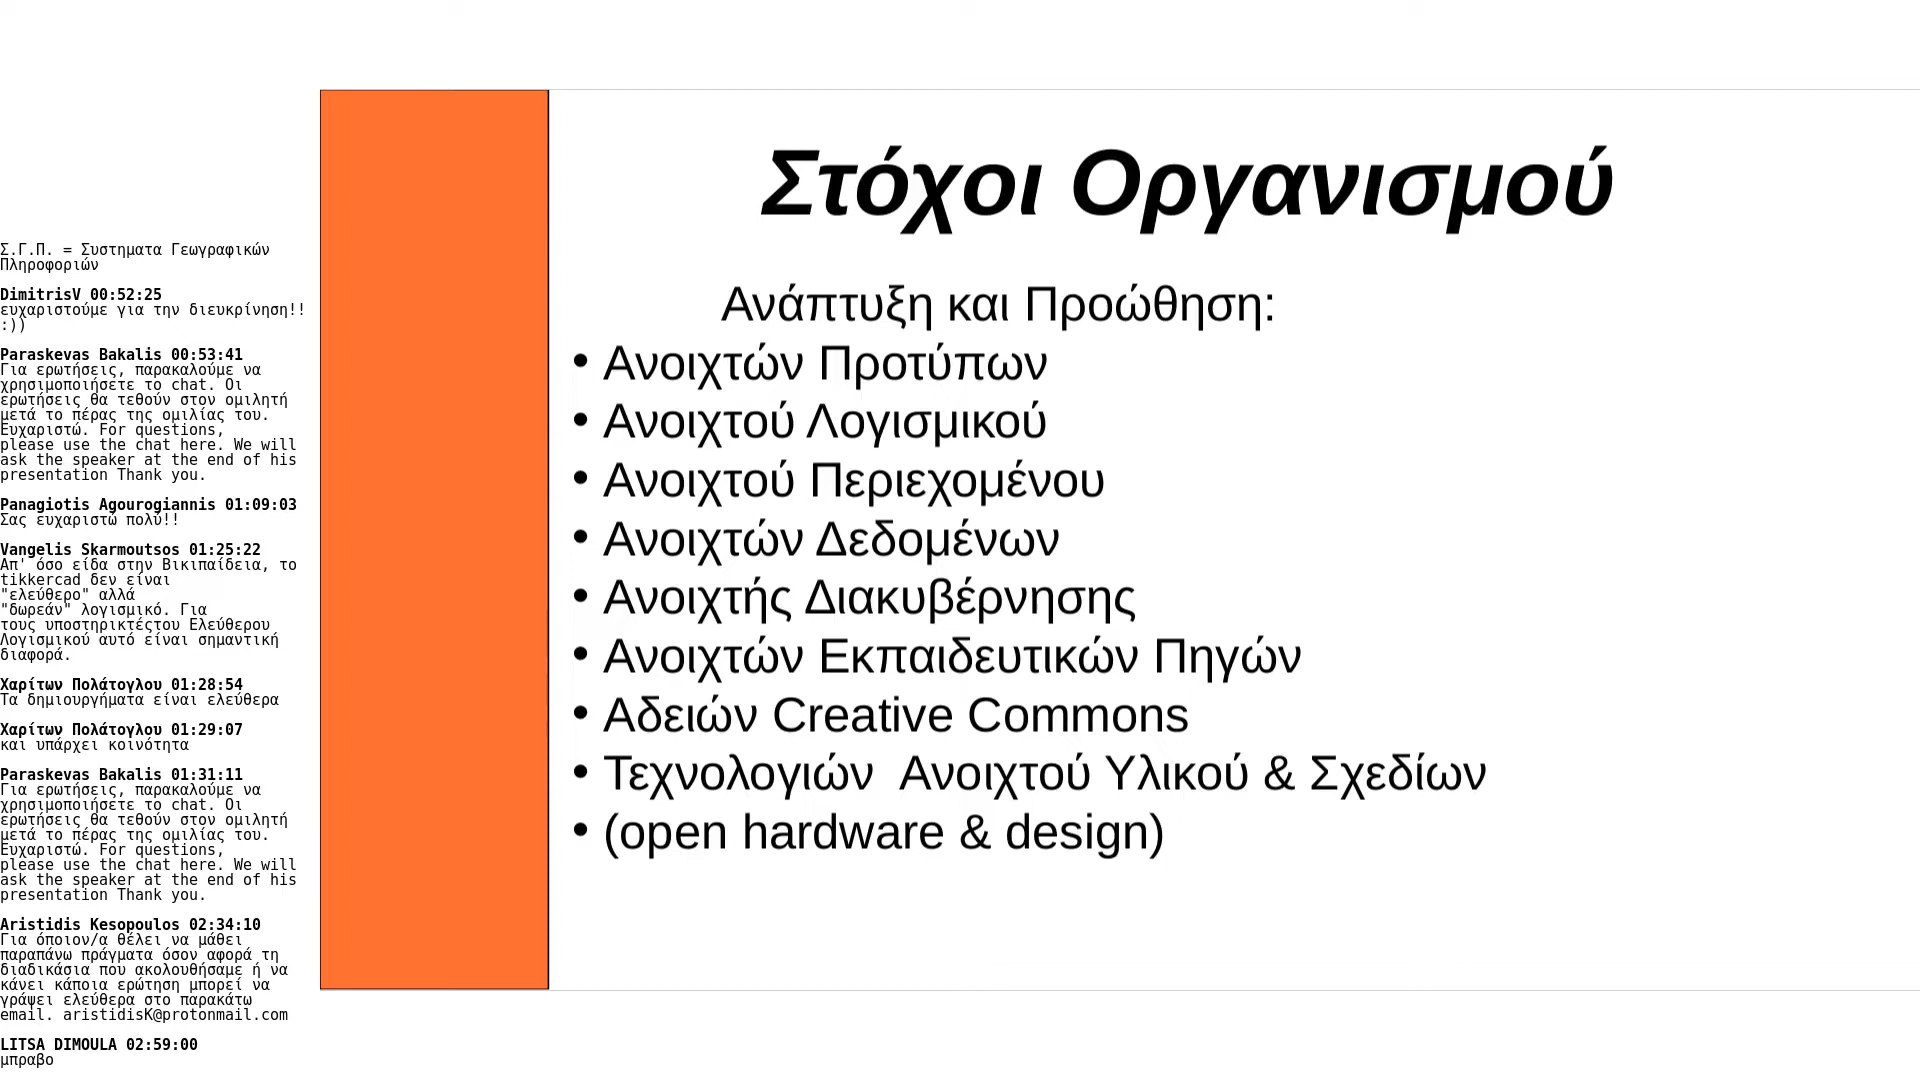 Σ.Γ.Π. = Συστηματα Γεωγραφικών
Πληροφοριών
DimitrisV 00:52:25
ευχαριστούμε για την διευκρίνηση!!
:))
Paraskevas Bakalis 00:53:41
Για ερωτήσεις, παρακαλούμε να
χρησιμοποιήσετε το chat. Οι
ερωτήσεις θα τεθούν στον ομιλητή
μετά το πέρας της ομιλίας του.
Ευχαριστώ. For questions,
please use the chat here. We will
ask the speaker at the end of his
presentation Thank you.
Panagiotis Agourogiannis 01:09:03
Σας ευχαριστώ πολύ!!
Vangelis Skarmoutsos 01:25:22
Απ' όσο είδα στην Βικιπαίδεια, το
tikkercad δεν είναι
"ελεύθερο" αλλά
"δωρεάν" λογισμικό. Για
τους υποστηρικτέςτου Ελεύθερου
Λογισμικού αυτό είναι σημαντική
διαφορά.
Χαρίτων Πολάτογλου 01:28:54
Τα δημιουργήματα είναι ελεύθερα
Χαρίτων Πολάτογλου 01:29:07
και υπάρχει κοινότητα
Paraskevas Bakalis 01:31:11
Για ερωτήσεις, παρακαλούμε να
χρησιμοποιήσετε το chat. Οι
ερωτήσεις θα τεθούν στον ομιλητή
μετά το πέρας της ομιλίας του.
Ευχαριστώ. For questions,
please use the chat here. We will
ask the speaker at the end of his
presentation Thank you.
Aristidis Kesopoulos 02:34:10
Για όποιον/α θέλει να μάθει
παραπάνω πράγματα όσον αφορά τη
διαδικάσια που ακολουθήσαμε ή να
κάνει κάποια ερώτηση μπορεί να
γράψει ελεύθερα στο παρακάτω
email. aristidisK@protonmail.com
LITSA DIMOULA 02:59:00
μπραβο
Στόχοι Οργανισμού
Ανάπτυξη και Προώθηση:
• Ανοιχτών Προτύπων
• Ανοιχτού Λογισμικού
• Ανοιχτού Περιεχομένου
• Ανοιχτών Δεδομένων
• Ανοιχτής Διακυβέρνησης
• Ανοιχτών Εκπαιδευτικών Πηγών
• Αδειών Creative Commons
• Τεχνολογιών  Ανοιχτού Υλικού & Σχεδίων
• (open hardware & design)